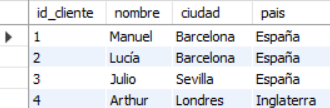 id_cliente nombre ciudad pais
1 Manuel Barcelona España
2 Lucía Barcelona España
3 Julio Sevilla España
4 Arthur Londres Inglaterra